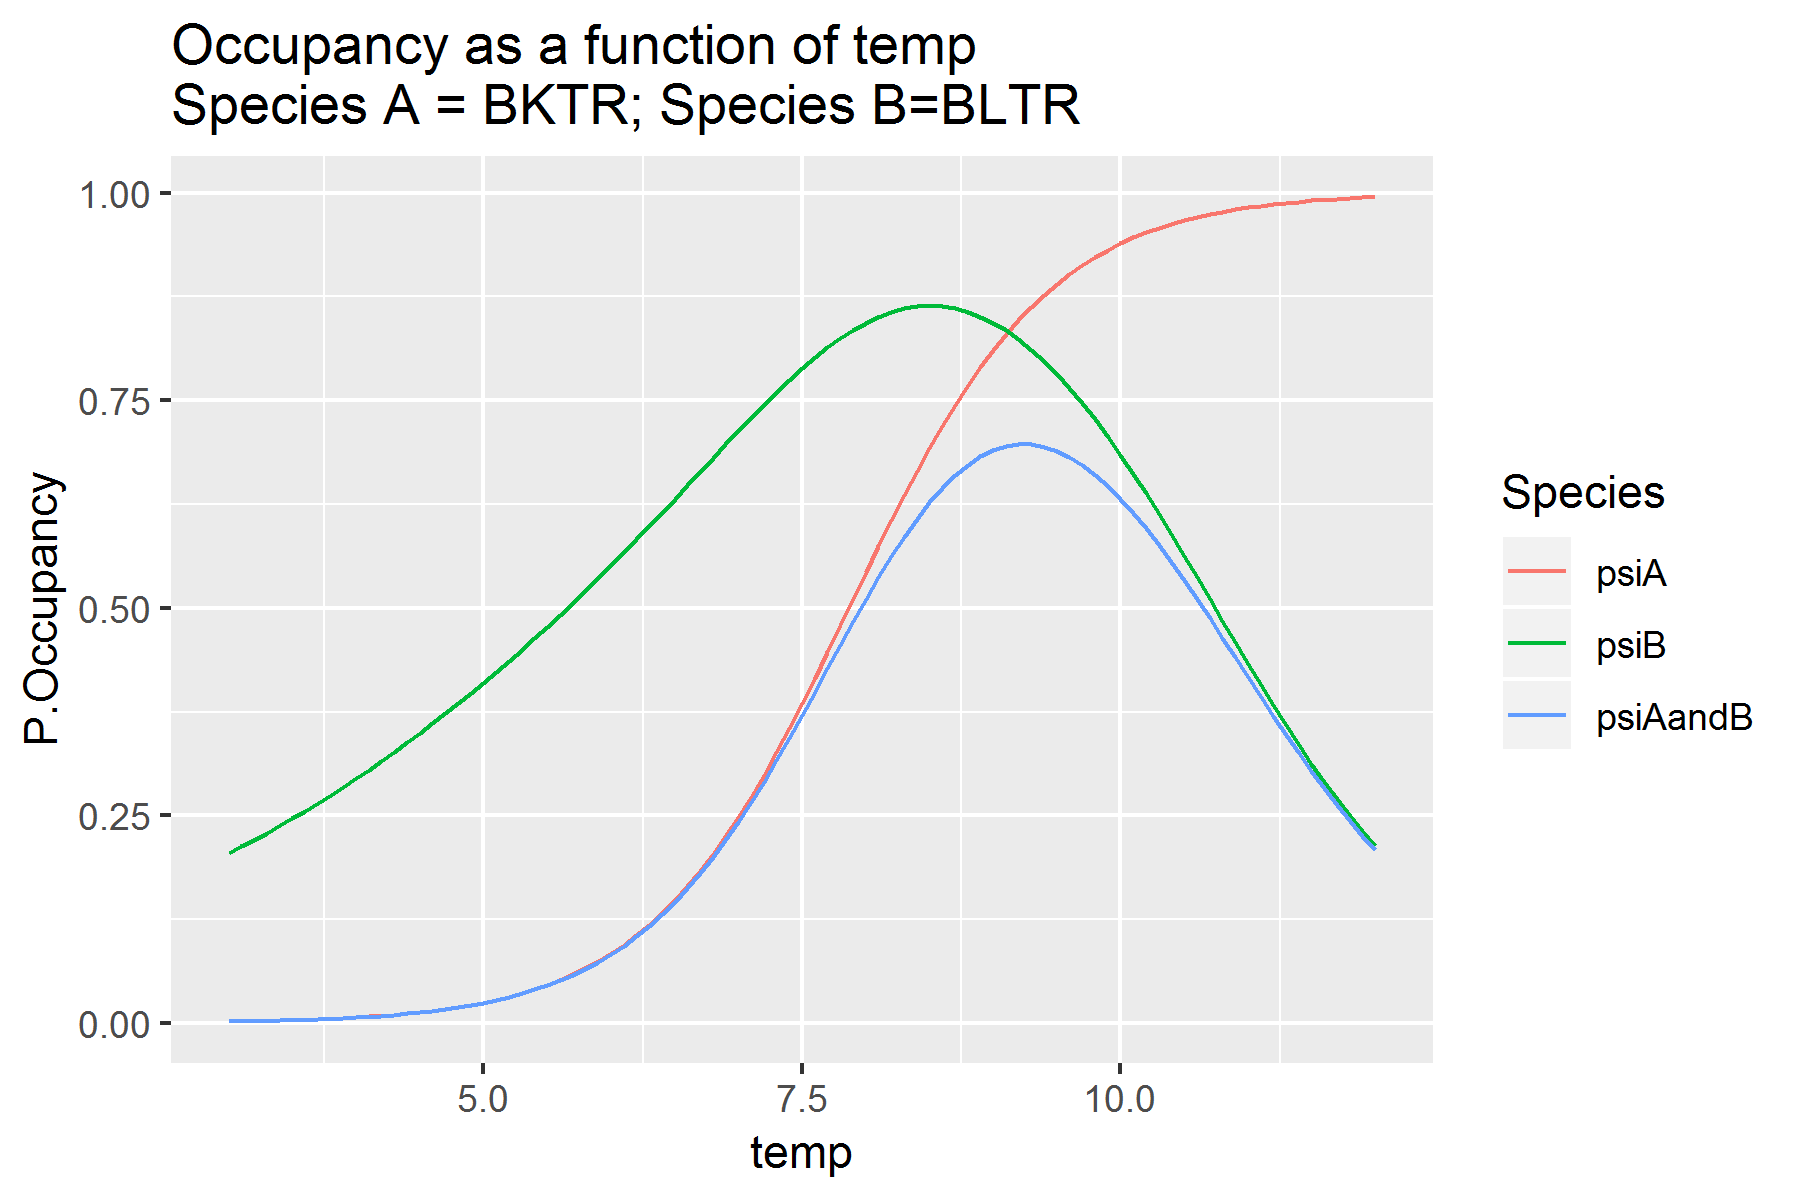 Occupancy as a function of temp
Species A = BKTR; Species B=BLTR
P.Occupancy
1.00
0.75
0.50
0.25
0.00
5.0
7.5
10.0
temp
Species
psiA
psiB
psiAandB